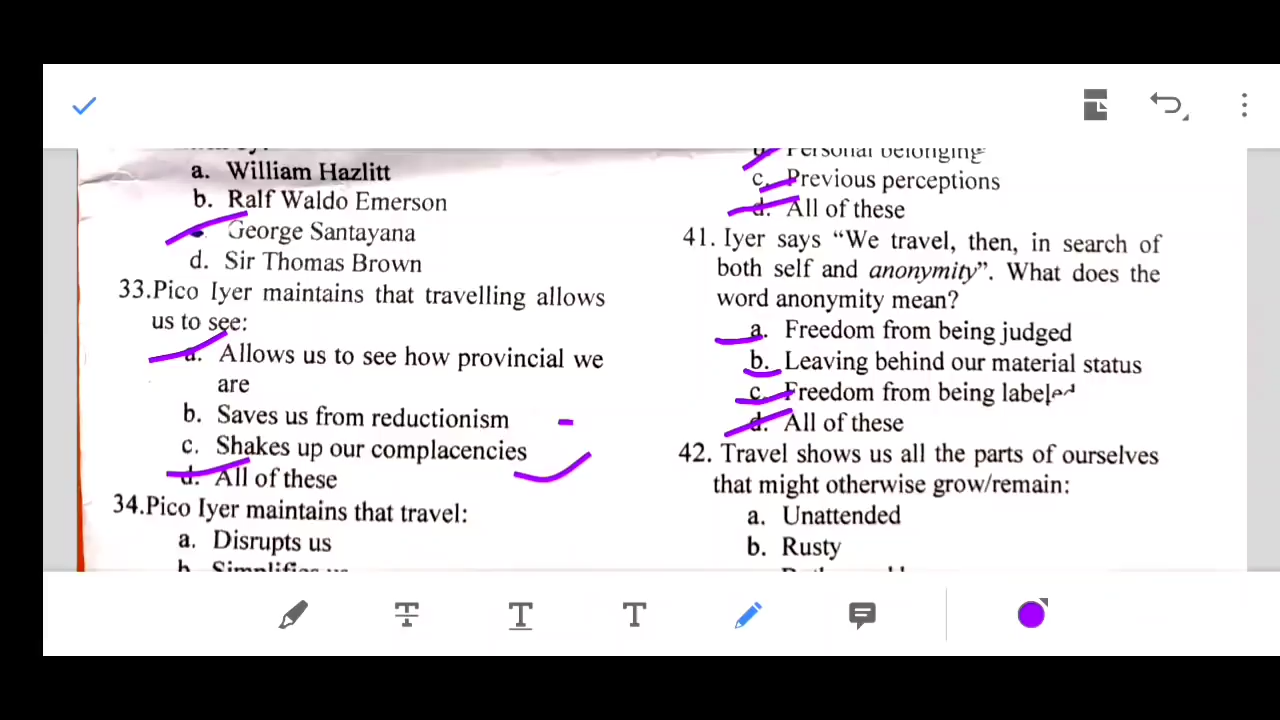 a. William Hazlitt
b. Ralf Waldo Emerson
George Santayana
d. Sir Thomas Brown
33.Pico Iyer maintains that travelling allows
us to see:
a. Allows us to see how provincial we
are
b. Saves us from reductionism
c. Shakes up our complacencies
d. All of these
34.Pico Iyer maintains that travel:
a. Disrupts us
b. Simplifies us
Personal belonging
c. Previous perceptions
d. All of these
41. Iyer says “We travel, then, in search of
both self and anonymity”. What does the
word anonymity mean?
a. Freedom from being judged
b. Leaving behind our material status
c. Freedom from being labeled
d. All of these
42. Travel shows us all the parts of ourselves
that might otherwise grow/remain:
a. Unattended
b. Rusty
T
T
T